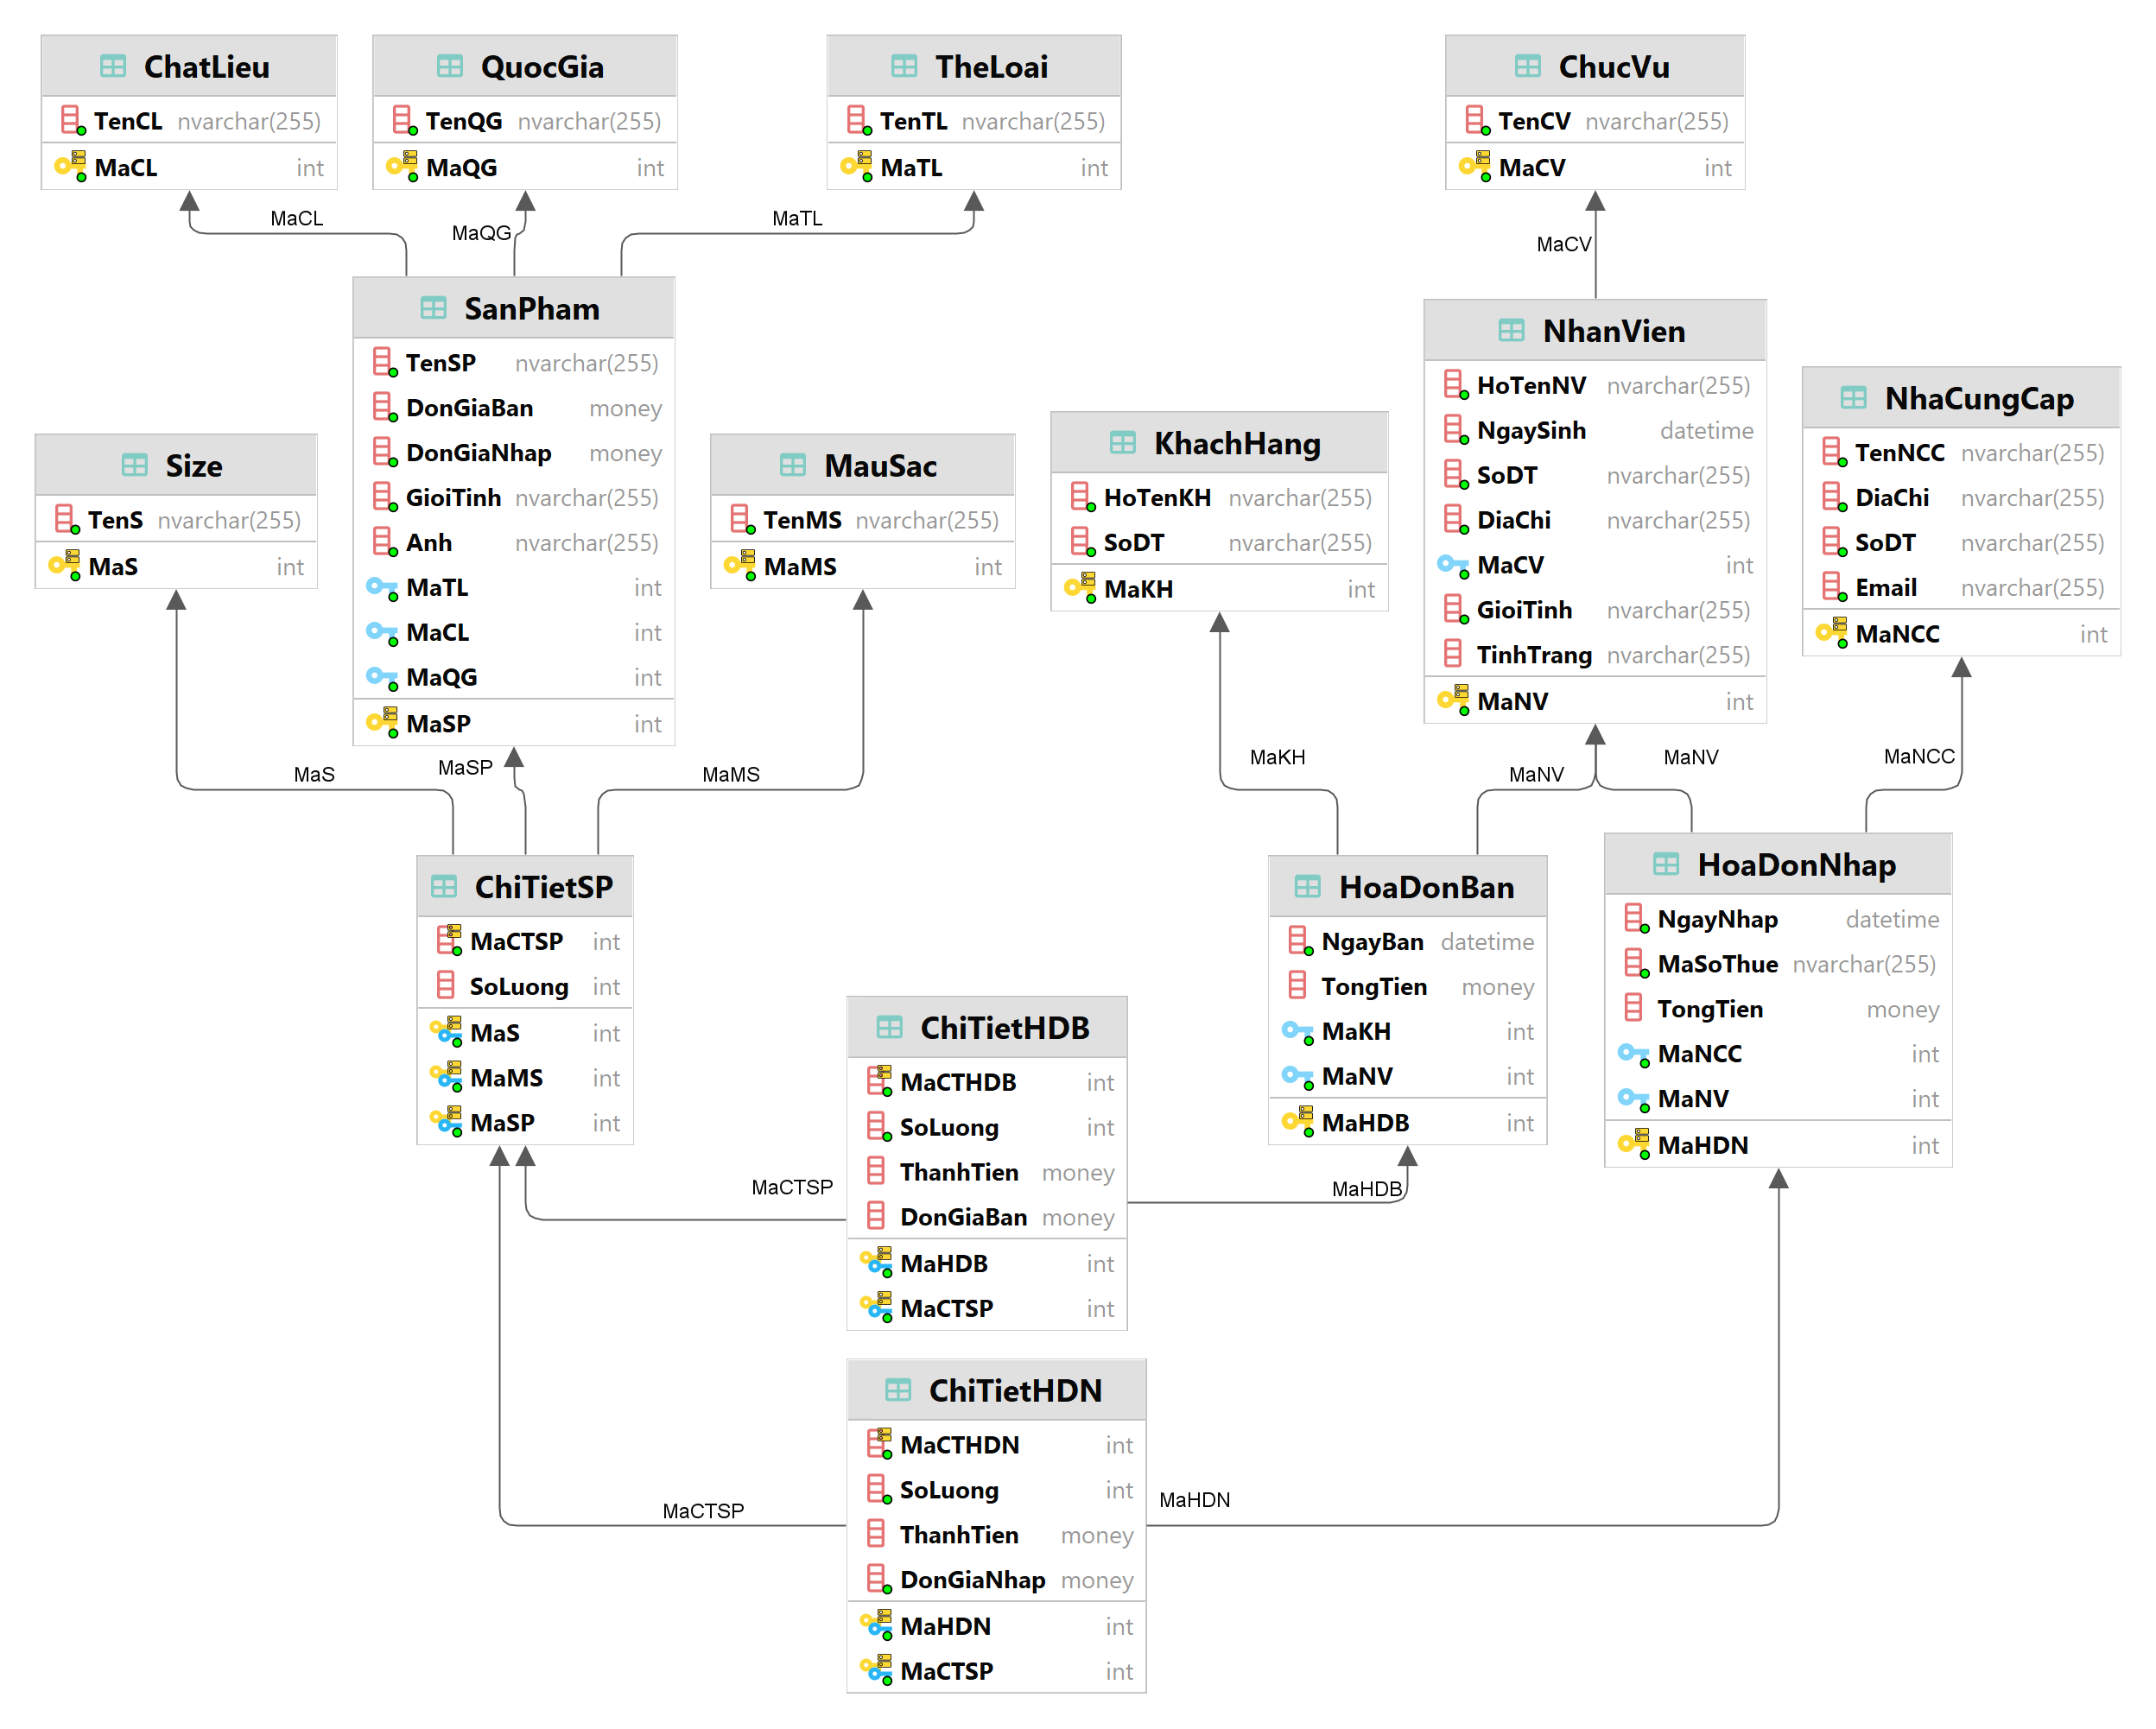 ChatLieu
TenCL nvarchar(255)
MaCL int
QuocGia
TenQG nvarchar(255)
MaQG int
TheLoai
TenTL nvarchar(255)
MaTL int
ChucVu
TenCV nvarchar(255)
MaCV int
MaCL
MaQG
MaTL
MaCV
SanPham
TenSP nvarchar(255)
DonGiaBan money
DonGiaNhap money
GioiTinh nvarchar(255)
Anh nvarchar(255)
MaTL int
MaCL int
MaQG int
MaSP int
NhanVien
HoTenNV nvarchar(255)
NgaySinh datetime
SoDT nvarchar(255)
DiaChi nvarchar(255)
MaCV int
GioiTinh nvarchar(255)
TinhTrang nvarchar(255)
MaNV int
NhaCungCap
TenNCC nvarchar(255)
DiaChi nvarchar(255)
SoDT nvarchar(255)
Email nvarchar(255)
MaNCC int
Size
TenS nvarchar(255)
MaS int
MauSac
TenMS nvarchar(255)
MaMS int
KhachHang
HoTenKH nvarchar(255)
SoDT nvarchar(255)
MaKH int
MaS
MaSP
MaMS
MaKH
MaNV
MaNV
MaNCC
ChiTietSP
MaCTSP int
SoLuong int
MaS int
MaMS int
MaSP int
HoaDonBan
NgayBan datetime
TongTien money
MaKH int
MaNV int
MaHDB int
HoaDonNhap
NgayNhap datetime
MaSoThue nvarchar(255)
TongTien money
MaNCC int
MaNV int
MaHDN int
ChiTietHDB
MaCTHDB int
SoLuong int
ThanhTien money
DonGiaBan money
MaHDB int
MaCTSP int
MaCTSP
MaHDB
ChiTietHDN
MaCTHDN int
SoLuong int
ThanhTien money
DonGiaNhap money
MaHDN int
MaCTSP int
MaCTSP
MaHDN